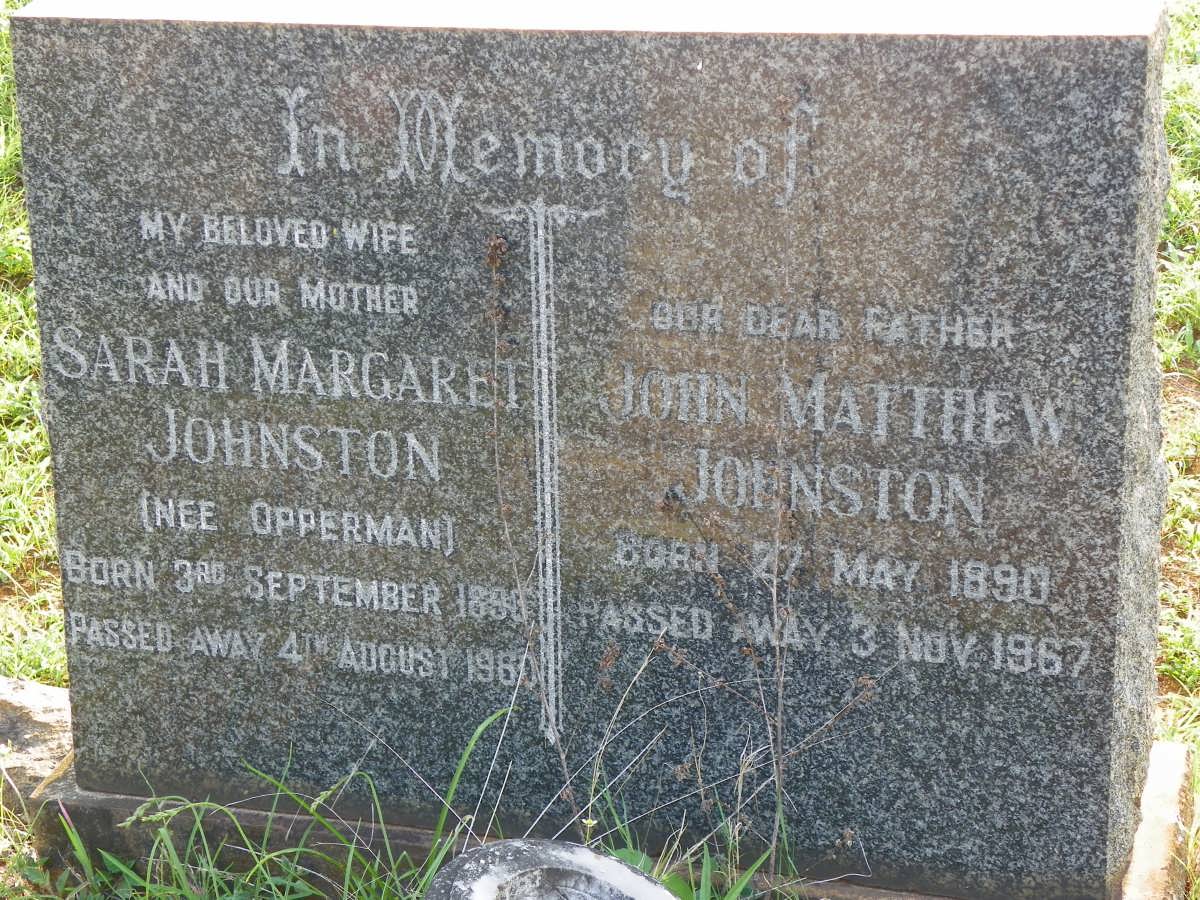 In Memory of
MY BELOVED WIFE
AND OUR MOTHER
SARAH MARGARET
JOHNSTON
(NEE OPPERMAN)
BORN 3RD SEPTEMBER
PASSED AWAY 4TH AUGUST
OUR DEAR FATHER
JOHN MATTHEW
JOHNSTON
BORN 27 MAY 1890
PASSED AWAY 3 NOV 1967